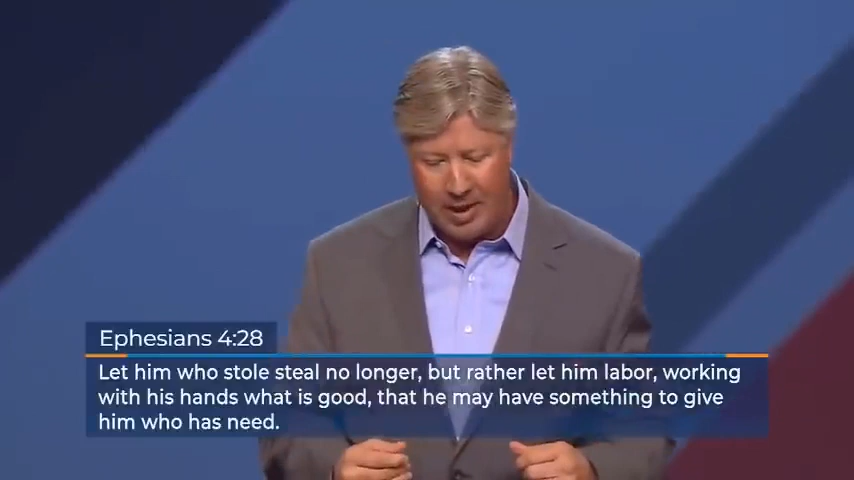 Ephesians 4:28
Let him who stole steal no longer, but rather let him labor, working
with his hands what is good, that he may have something to give
him who has need.